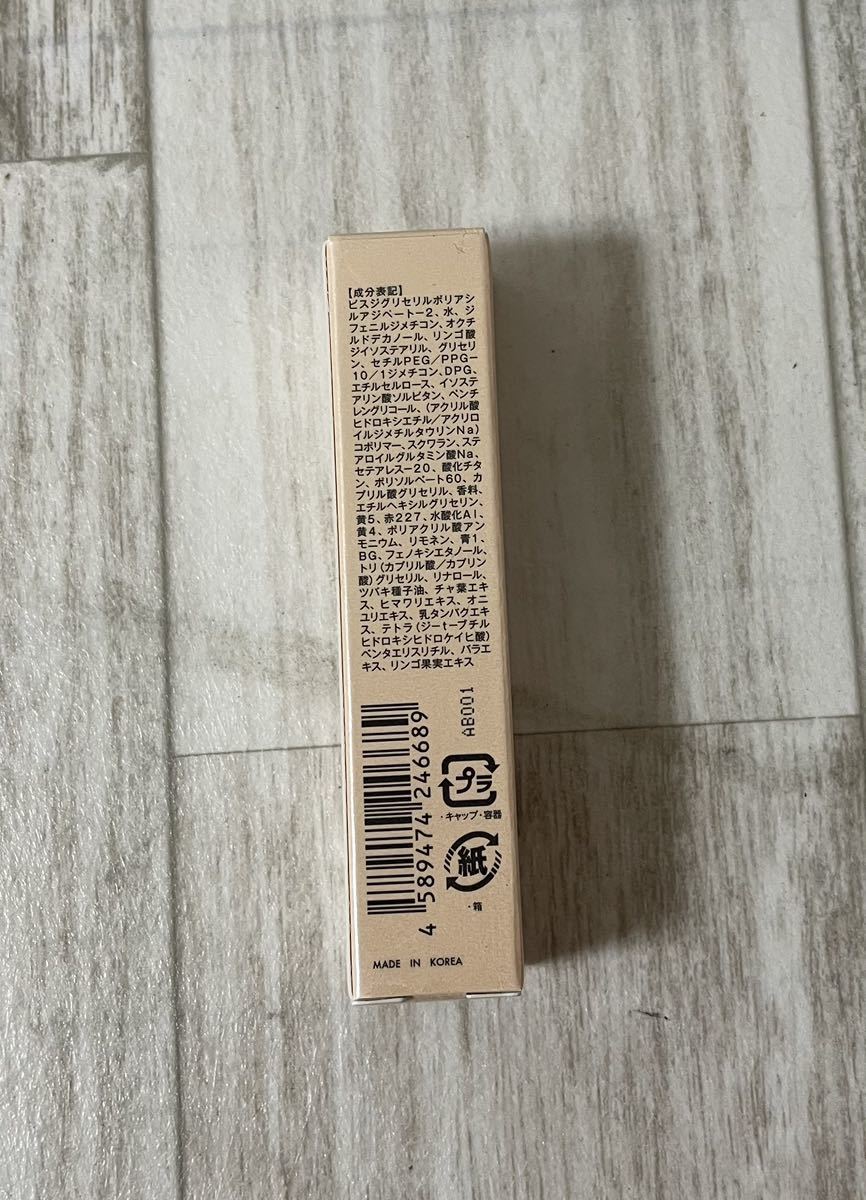 【成分表記】
ビスジグリセリルポリアシ
ルアジペート-2、水、ジ
フェニルジメチコン、オクチ
ルドデカノール、リンゴ酸
ジイソステアリル、グリセリ
ン、セチルPEG/PPG-
10/1ジメチコン、DPG、
エチルセルロース、イソステ
アリン酸ソルビタン、ペンチ
レングリコール、(アクリル酸
ヒドロキシエチル/アクリロ
イルジメチルタウリンNa)
コポリマー、スクワラン、ステ
アロイルグルタミン酸Na、
セテアレス-20、酸化チタ
ン、ポリソルベート60、カ
プリル酸グリセリル、香料、
エチルヘキシルグリセリン、
黄5、赤227、水酸化Al、
黄4、ポリアクリル酸アン
モニウム、リモネン、青1、
BG、フェノキシエタノール、
トリ(カプリル酸/カプリン
酸)グリセリル、リナロール、
ツバキ種子油、チャ葉エキ
ス、ヒマワリエキス、オニ
ユリエキス、乳タンパクエキ
ス、テトラ(ジ-t-ブチル
ヒドロキシヒドロケイヒ酸)
ペンタエリスリチル、バラエ
キス、リンゴ果実エキス
AB001
4 589474 246689
プラ
・キャップ・容器
紙
・箱
MADE IN KOREA